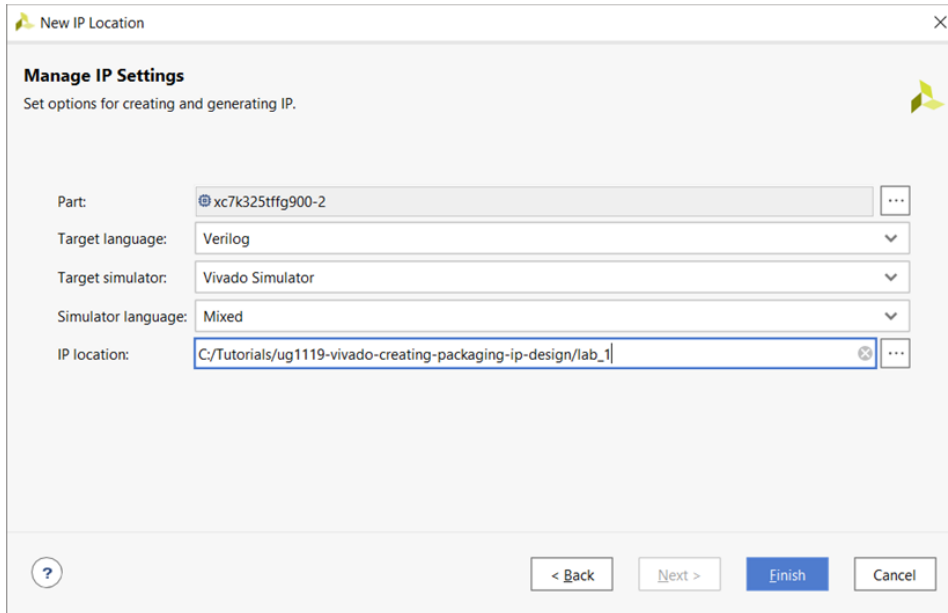 New IP Location
Manage IP Settings
Set options for creating and generating IP.
Part: xc7k325tffg900-2 ...
Target language: Verilog
Target simulator: Vivado Simulator
Simulator language: Mixed
IP location: C:/Tutorials/ug1119-vivado-creating-packaging-ip-design/lab_1 ...
? < Back Next > Finish Cancel